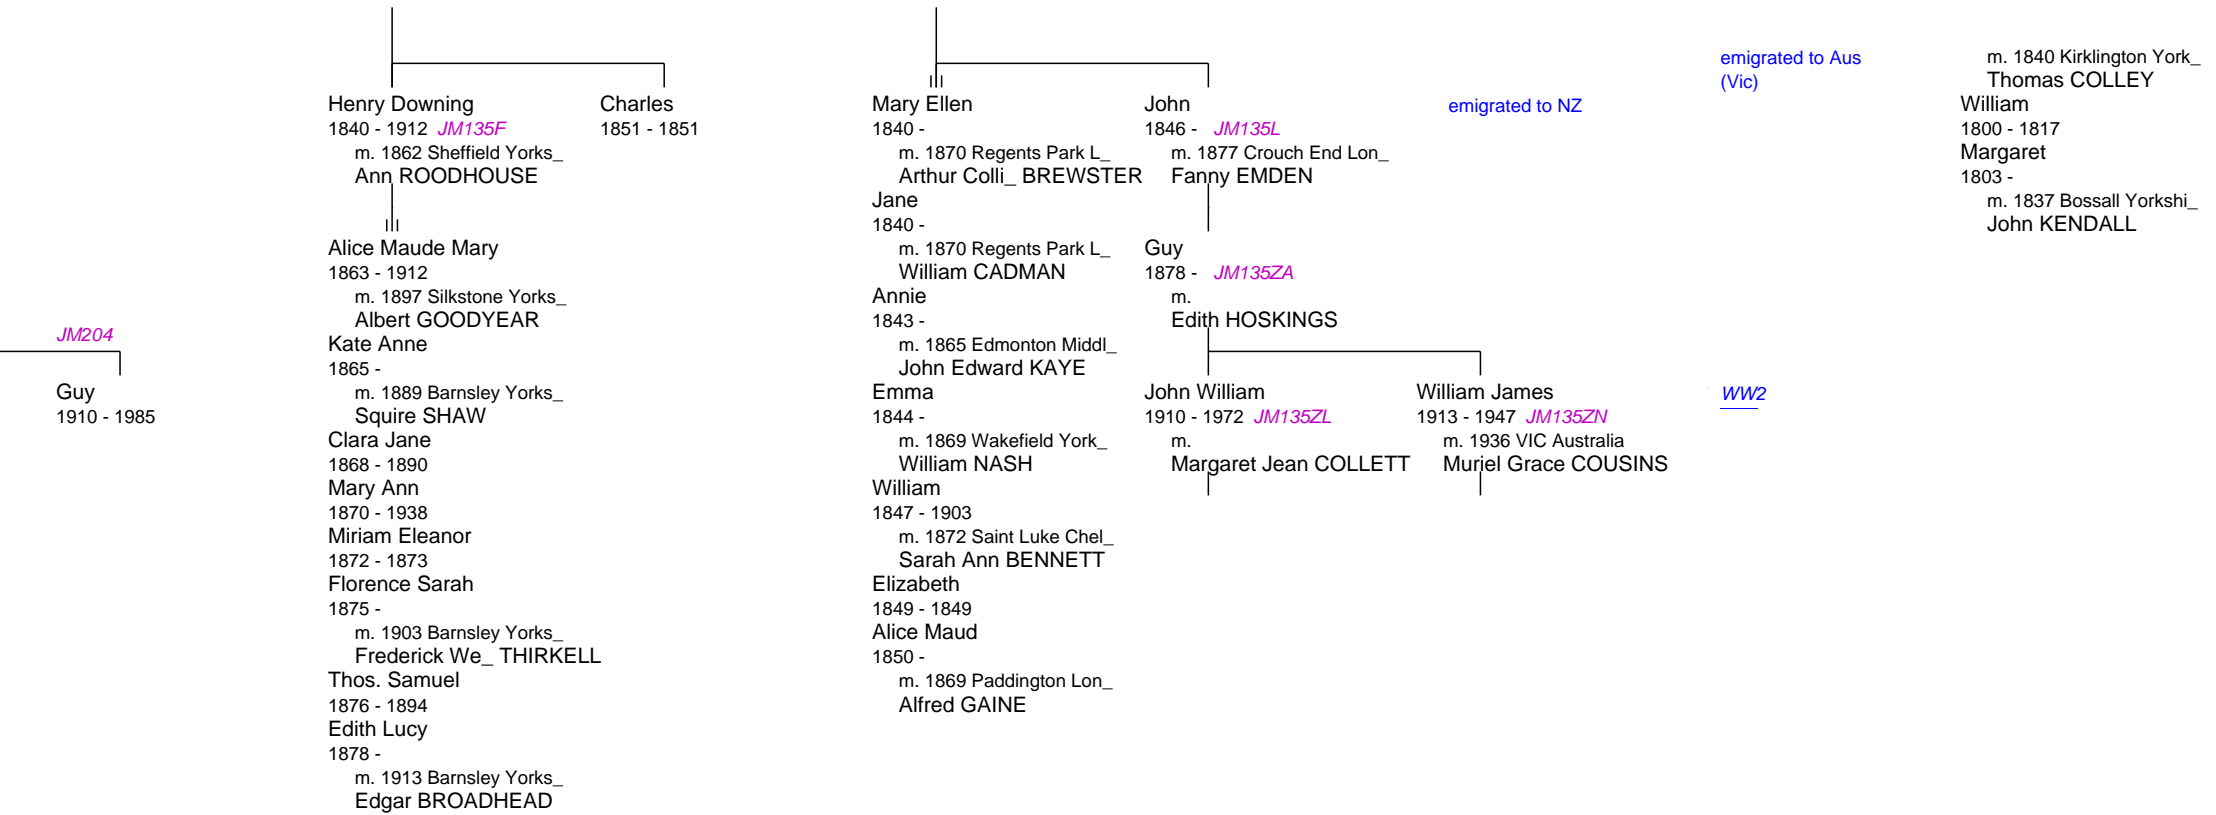 JM204
Guy
1910 - 1985
Henry Downing
1840 - 1912 JM135F
m. 1862 Sheffield Yorks_
Ann ROODHOUSE
Alice Maude Mary
1863 - 1912
m. 1897 Silkstone Yorks_
Albert GOODYEAR
Kate Anne
1865 -
m. 1889 Barnsley Yorks_
Squire SHAW
Clara Jane
1868 - 1890
Mary Ann
1870 - 1938
Miriam Eleanor
1872 - 1873
Florence Sarah
1875 -
m. 1903 Barnsley Yorks_
Frederick We_ THIRKELL
Thos. Samuel
1876 - 1894
Edith Lucy
1878 -
m. 1913 Barnsley Yorks_
Edgar BROADHEAD
Charles
1851 - 1851
Mary Ellen
1840 -
m. 1870 Regents Park L_
Arthur Colli_ BREWSTER
Jane
1840 -
m. 1870 Regents Park L_
William CADMAN
Annie
1843 -
m. 1865 Edmonton Middl_
John Edward KAYE
Emma
1844 -
m. 1869 Wakefield York_
William NASH
William
1847 - 1903
m. 1872 Saint Luke Chel_
Sarah Ann BENNETT
Elizabeth
1849 - 1849
Alice Maud
1850 -
m. 1869 Paddington Lon_
Alfred GAINE
John
1846 - JM135L
m. 1877 Crouch End Lon_
Fanny EMDEN
Guy
1878 - JM135ZA
m.
Edith HOSKINGS
John William
1910 - 1972 JM135ZL
m.
Margaret Jean COLLETT
emigrated to NZ
William James
1913 - 1947 JM135ZN
m. 1936 VIC Australia
Muriel Grace COUSINS
emigrated to Aus
(Vic)
WW2
m. 1840 Kirklington York_
Thomas COLLEY
William
1800 - 1817
Margaret
1803 -
m. 1837 Bossall Yorkshi_
John KENDALL